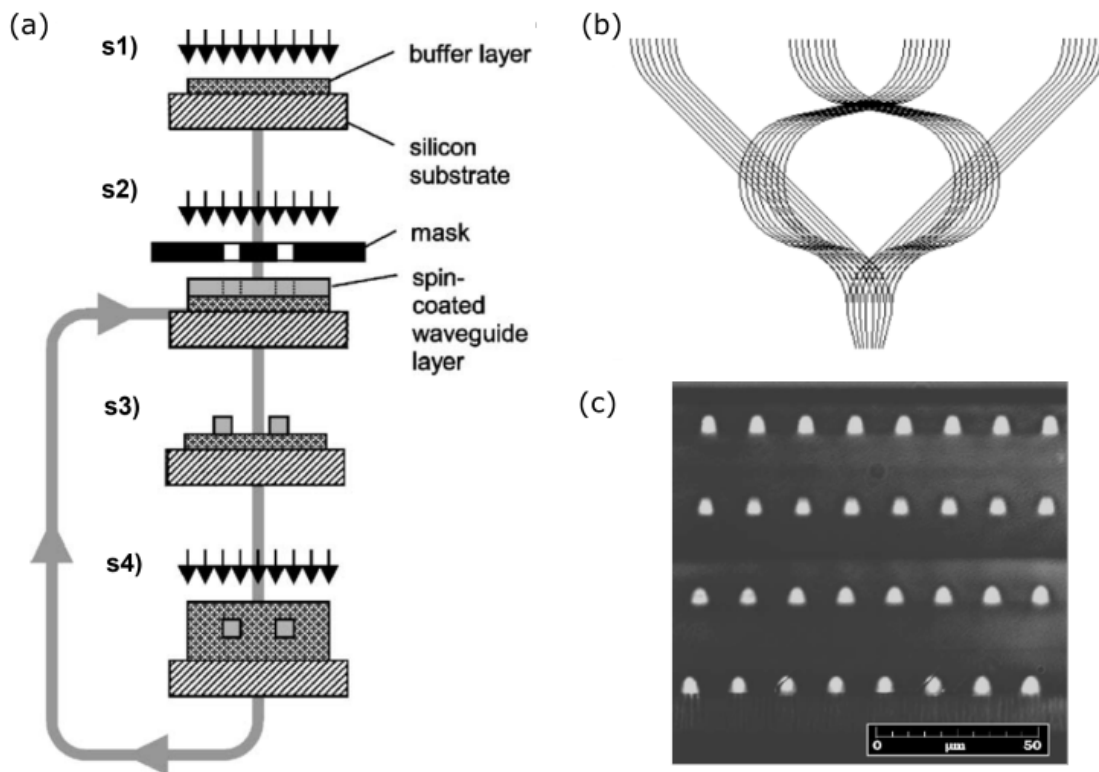 (a)
s1)
buffer layer
silicon
substrate
s2)
mask
spin-
coated
waveguide
layer
s3)
s4)
(b)
(c)
0 μm 50